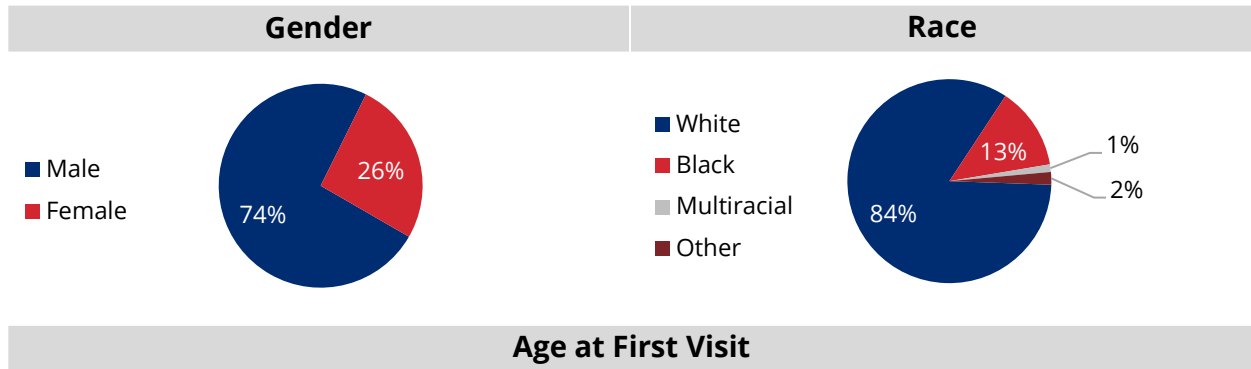 Gender
Race
Male
Female
26%
74%
White
Black
Multiracial
Other
13%
1%
2%
84%
Age at First Visit